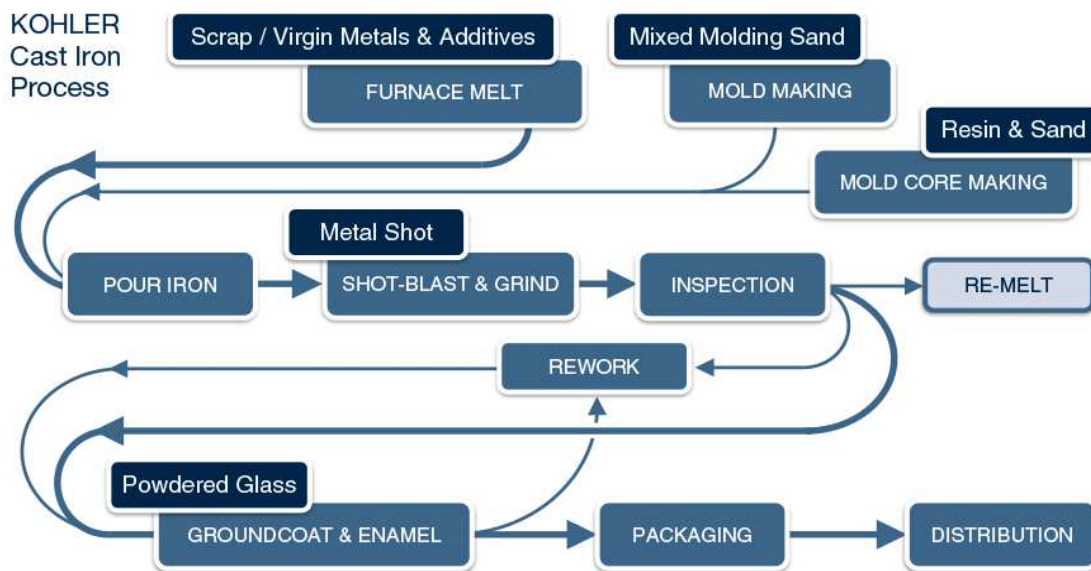 KOHLER
Cast Iron
Process
Scrap / Virgin Metals & Additives
FURNACE MELT
Mixed Molding Sand
MOLD MAKING
Resin & Sand
MOLD CORE MAKING
Metal Shot
POUR IRON
SHOT-BLAST & GRIND
INSPECTION
RE-MELT
REWORK
Powdered Glass
GROUNDCOAT & ENAMEL
PACKAGING
DISTRIBUTION